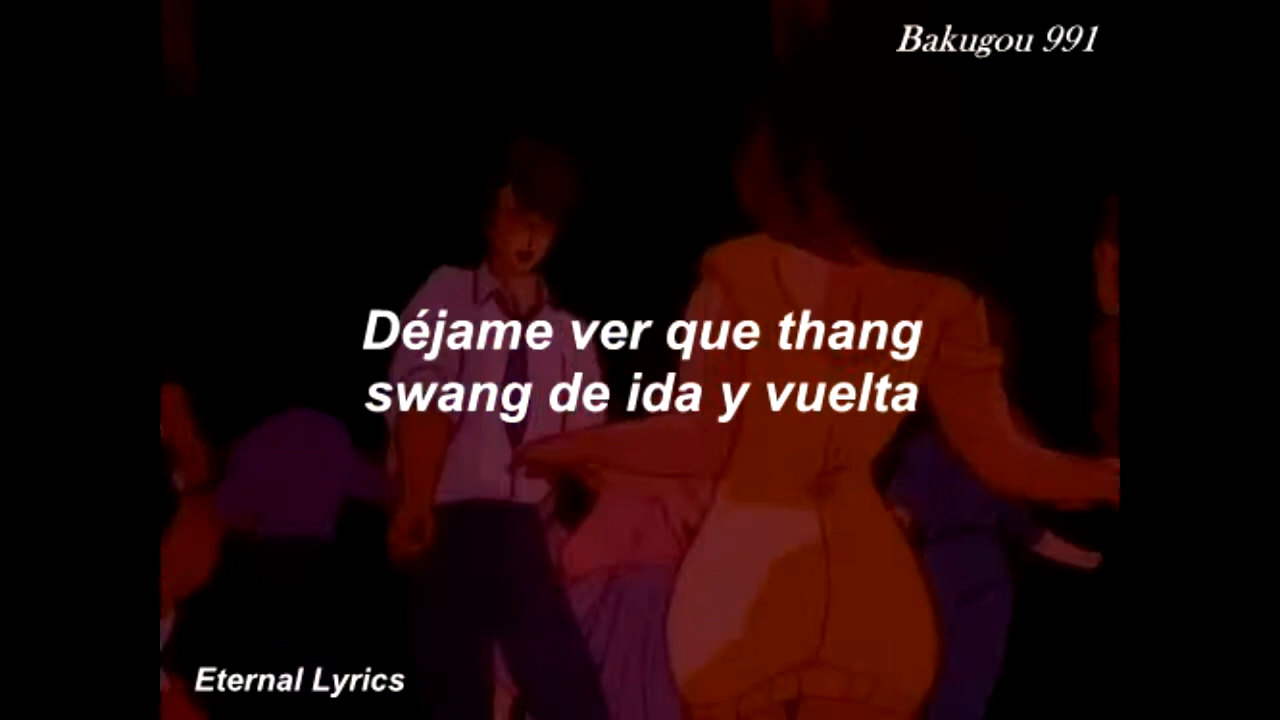 Bakugou 991
Déjame ver que thang
swang de ida y vuelta
Eternal Lyrics